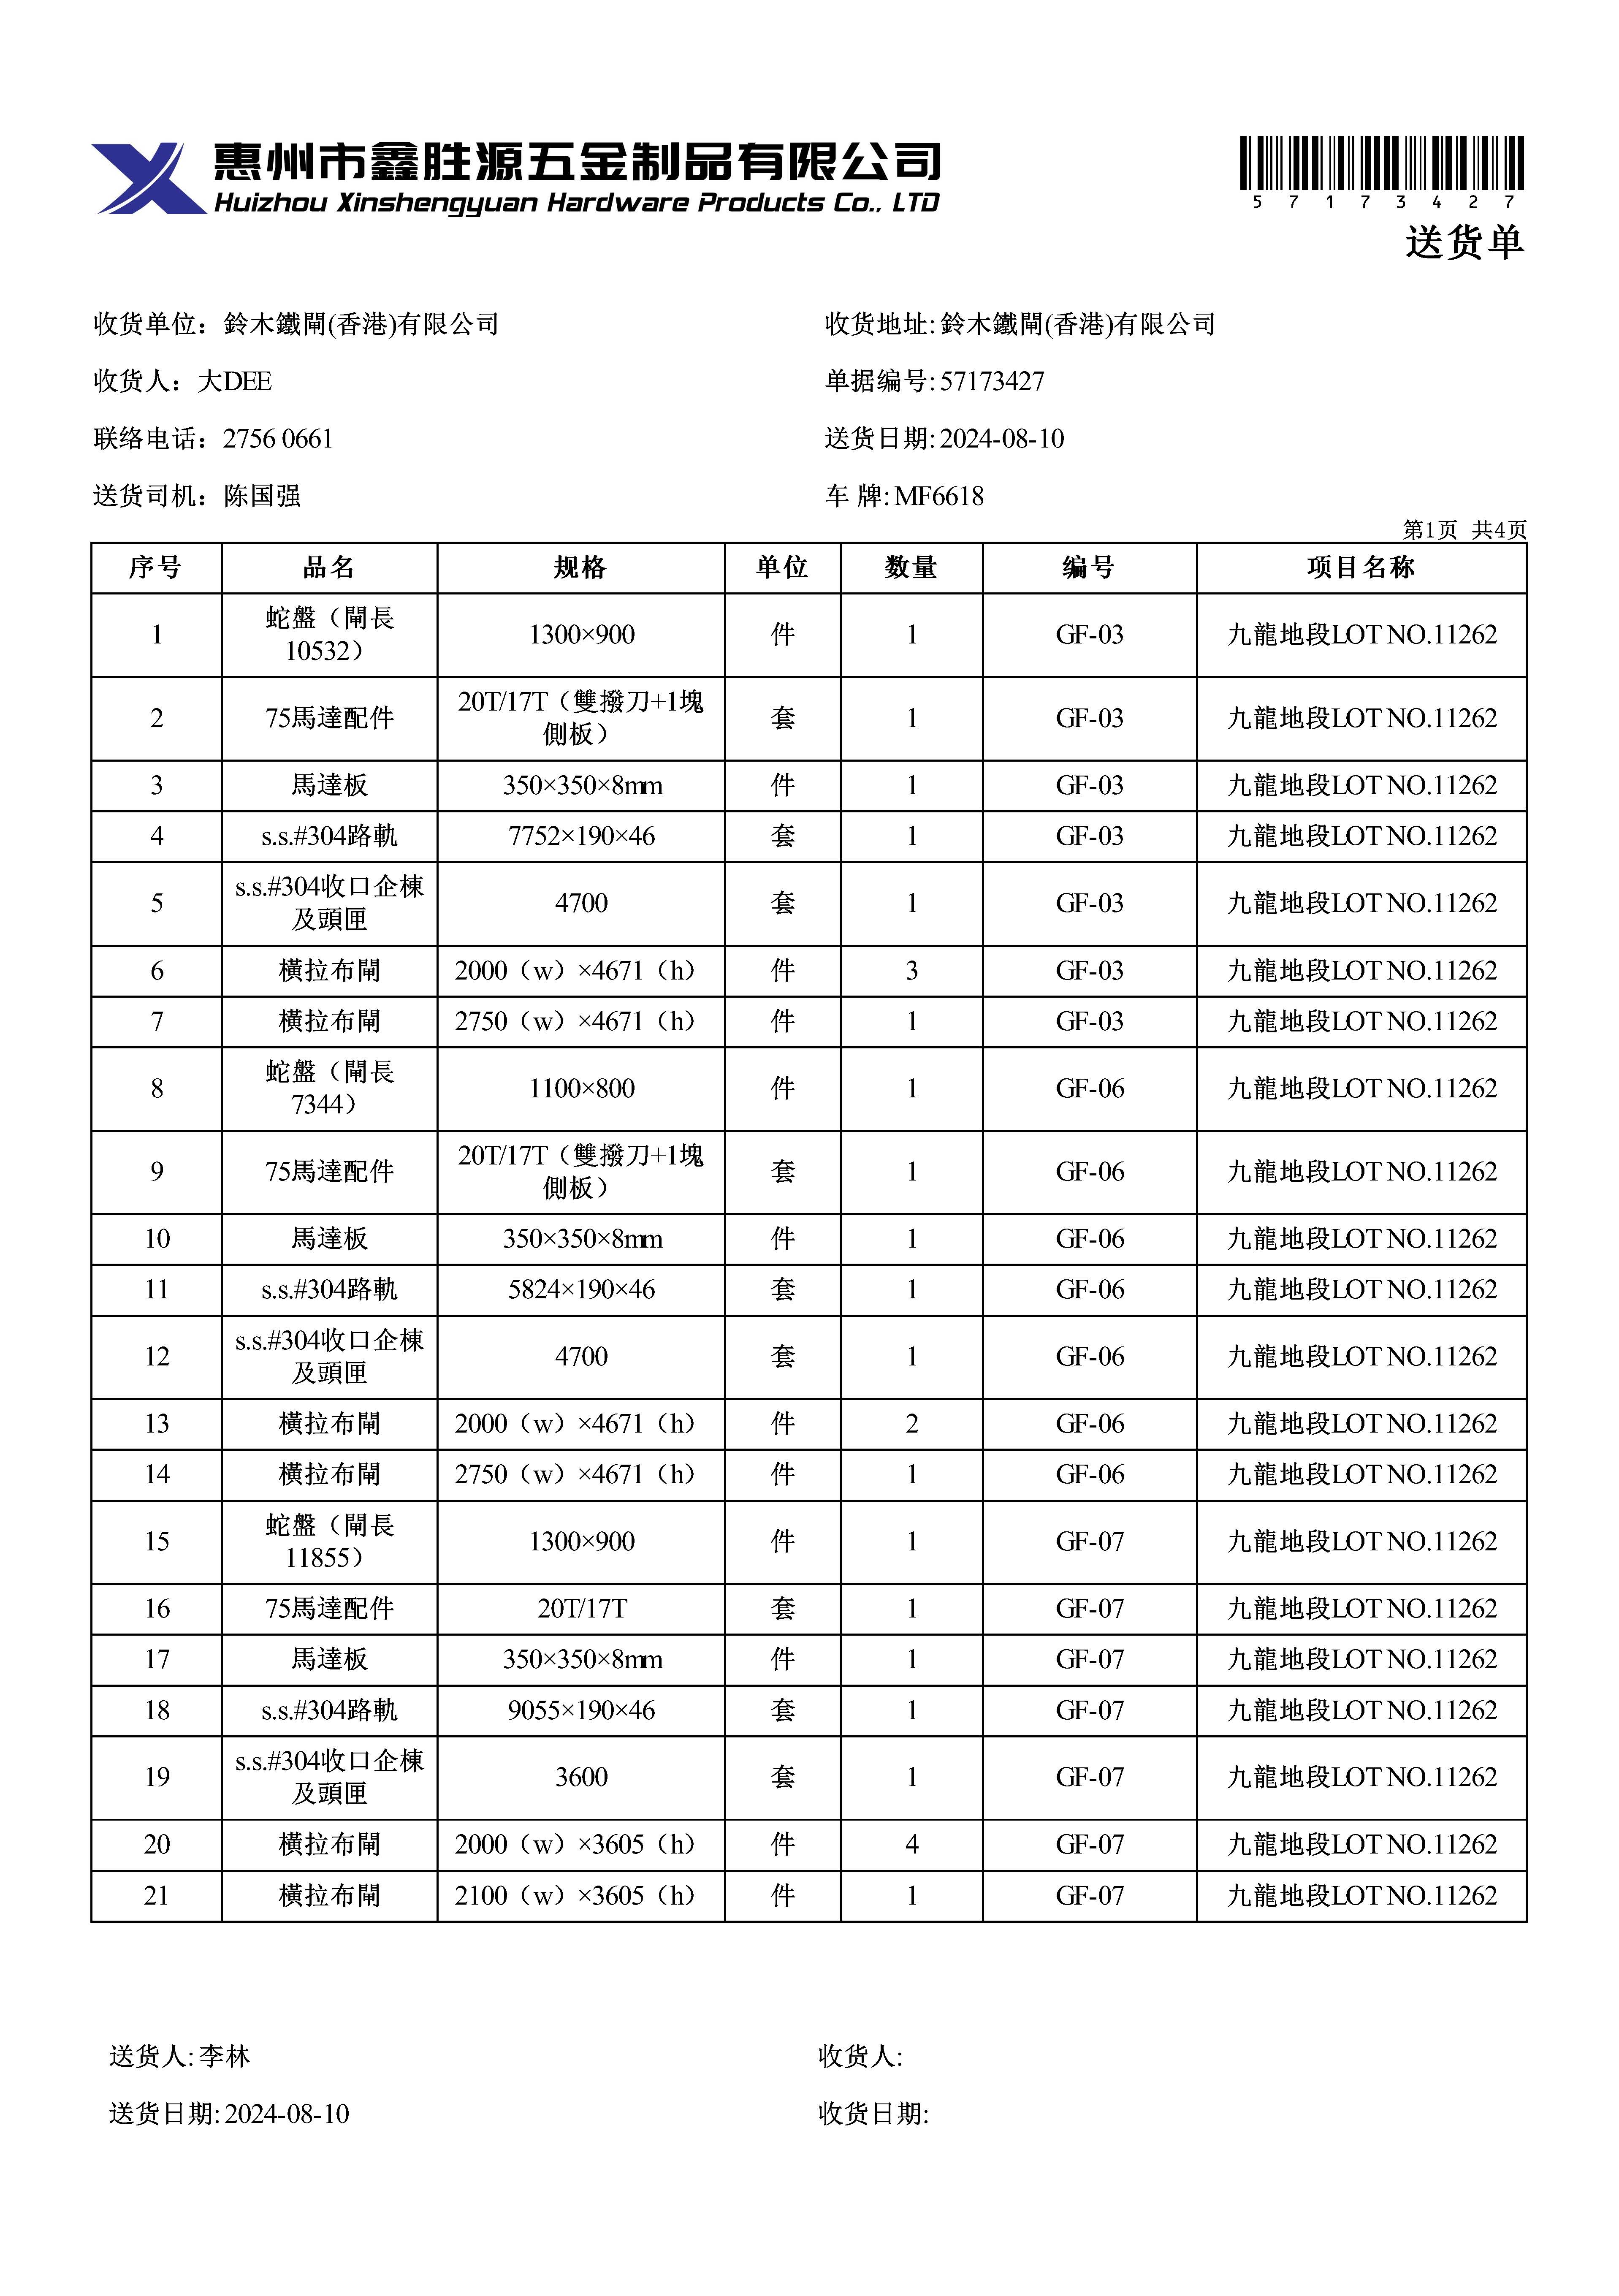 惠州市鑫胜源五金制品有限公司
Huizhou Xinshengyuan Hardware Products Co., LTD
5 7 1 7 3 4 2 7
送货单
收货单位：鈴木鐵閘(香港)有限公司 收货地址: 鈴木鐵閘(香港)有限公司
收货人：大DEE 单据编号: 57173427
联络电话：2756 0661 送货日期: 2024-08-10
送货司机：陈国强 车 牌: MF6618
第1页 共4页
序号 品名 规格 单位 数量 编号 项目名称
1 蛇盤（閘長10532） 1300×900 件 1 GF-03 九龍地段LOT NO.11262
2 75馬達配件 20T/17T（雙撥刀+1塊側板） 套 1 GF-03 九龍地段LOT NO.11262
3 馬達板 350×350×8mm 件 1 GF-03 九龍地段LOT NO.11262
4 s.s.#304路軌 7752×190×46 套 1 GF-03 九龍地段LOT NO.11262
5 s.s.#304收口企棟及頭匣 4700 套 1 GF-03 九龍地段LOT NO.11262
6 橫拉布閘 2000（w）×4671（h） 件 3 GF-03 九龍地段LOT NO.11262
7 橫拉布閘 2750（w）×4671（h） 件 1 GF-03 九龍地段LOT NO.11262
8 蛇盤（閘長7344） 1100×800 件 1 GF-06 九龍地段LOT NO.11262
9 75馬達配件 20T/17T（雙撥刀+1塊側板） 套 1 GF-06 九龍地段LOT NO.11262
10 馬達板 350×350×8mm 件 1 GF-06 九龍地段LOT NO.11262
11 s.s.#304路軌 5824×190×46 套 1 GF-06 九龍地段LOT NO.11262
12 s.s.#304收口企棟及頭匣 4700 套 1 GF-06 九龍地段LOT NO.11262
13 橫拉布閘 2000（w）×4671（h） 件 2 GF-06 九龍地段LOT NO.11262
14 橫拉布閘 2750（w）×4671（h） 件 1 GF-06 九龍地段LOT NO.11262
15 蛇盤（閘長11855） 1300×900 件 1 GF-07 九龍地段LOT NO.11262
16 75馬達配件 20T/17T 套 1 GF-07 九龍地段LOT NO.11262
17 馬達板 350×350×8mm 件 1 GF-07 九龍地段LOT NO.11262
18 s.s.#304路軌 9055×190×46 套 1 GF-07 九龍地段LOT NO.11262
19 s.s.#304收口企棟及頭匣 3600 套 1 GF-07 九龍地段LOT NO.11262
20 橫拉布閘 2000（w）×3605（h） 件 4 GF-07 九龍地段LOT NO.11262
21 橫拉布閘 2100（w）×3605（h） 件 1 GF-07 九龍地段LOT NO.11262
送货人: 李林 收货人:
送货日期: 2024-08-10 收货日期: